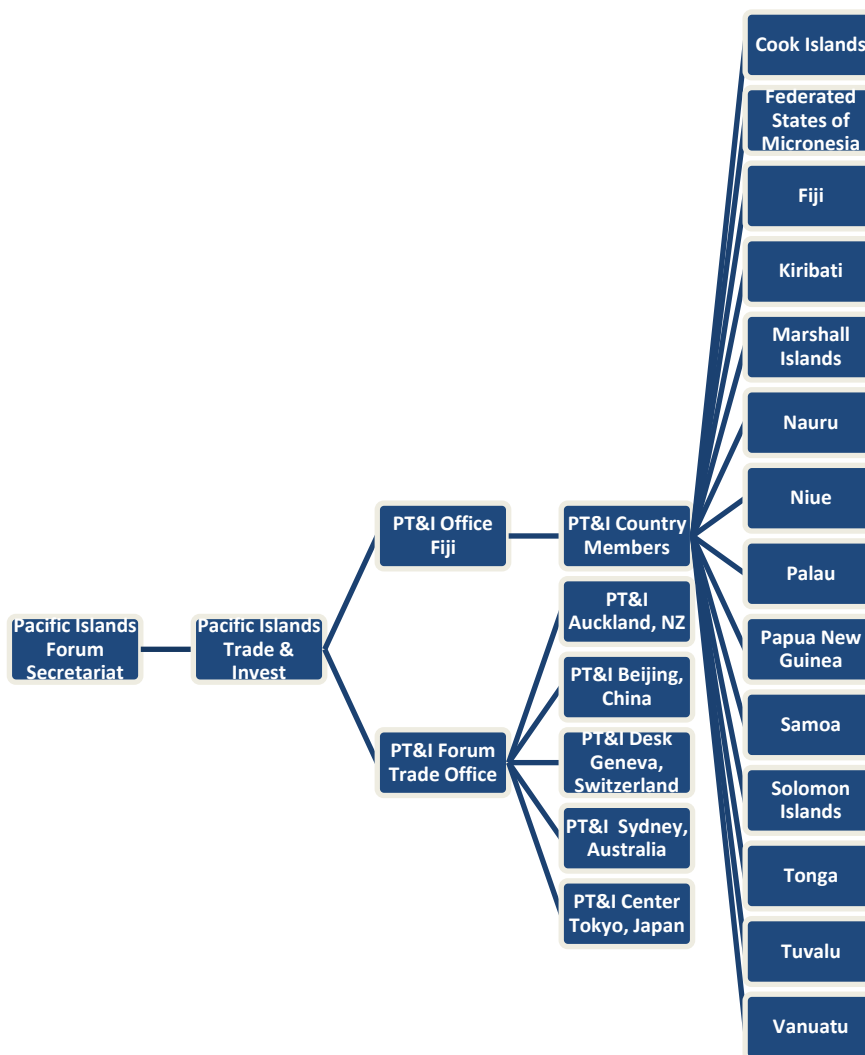 Cook Islands
Federated
States of
Micronesia
Fiji
Kiribati
Marshall
Islands
Nauru
Niue
PT&I Office
Fiji
PT&I Country
Members
Palau
PT&I
Auckland, NZ
Pacific Islands
Forum
Secretariat
Pacific Islands
Trade &
Invest
Papua New
Guinea
PT&I Beijing,
China
Samoa
PT&I Forum
Trade Office
PT&I Desk
Geneva,
Switzerland
Solomon
Islands
PT&I Sydney,
Australia
Tonga
PT&I Center
Tokyo, Japan
Tuvalu
Vanuatu